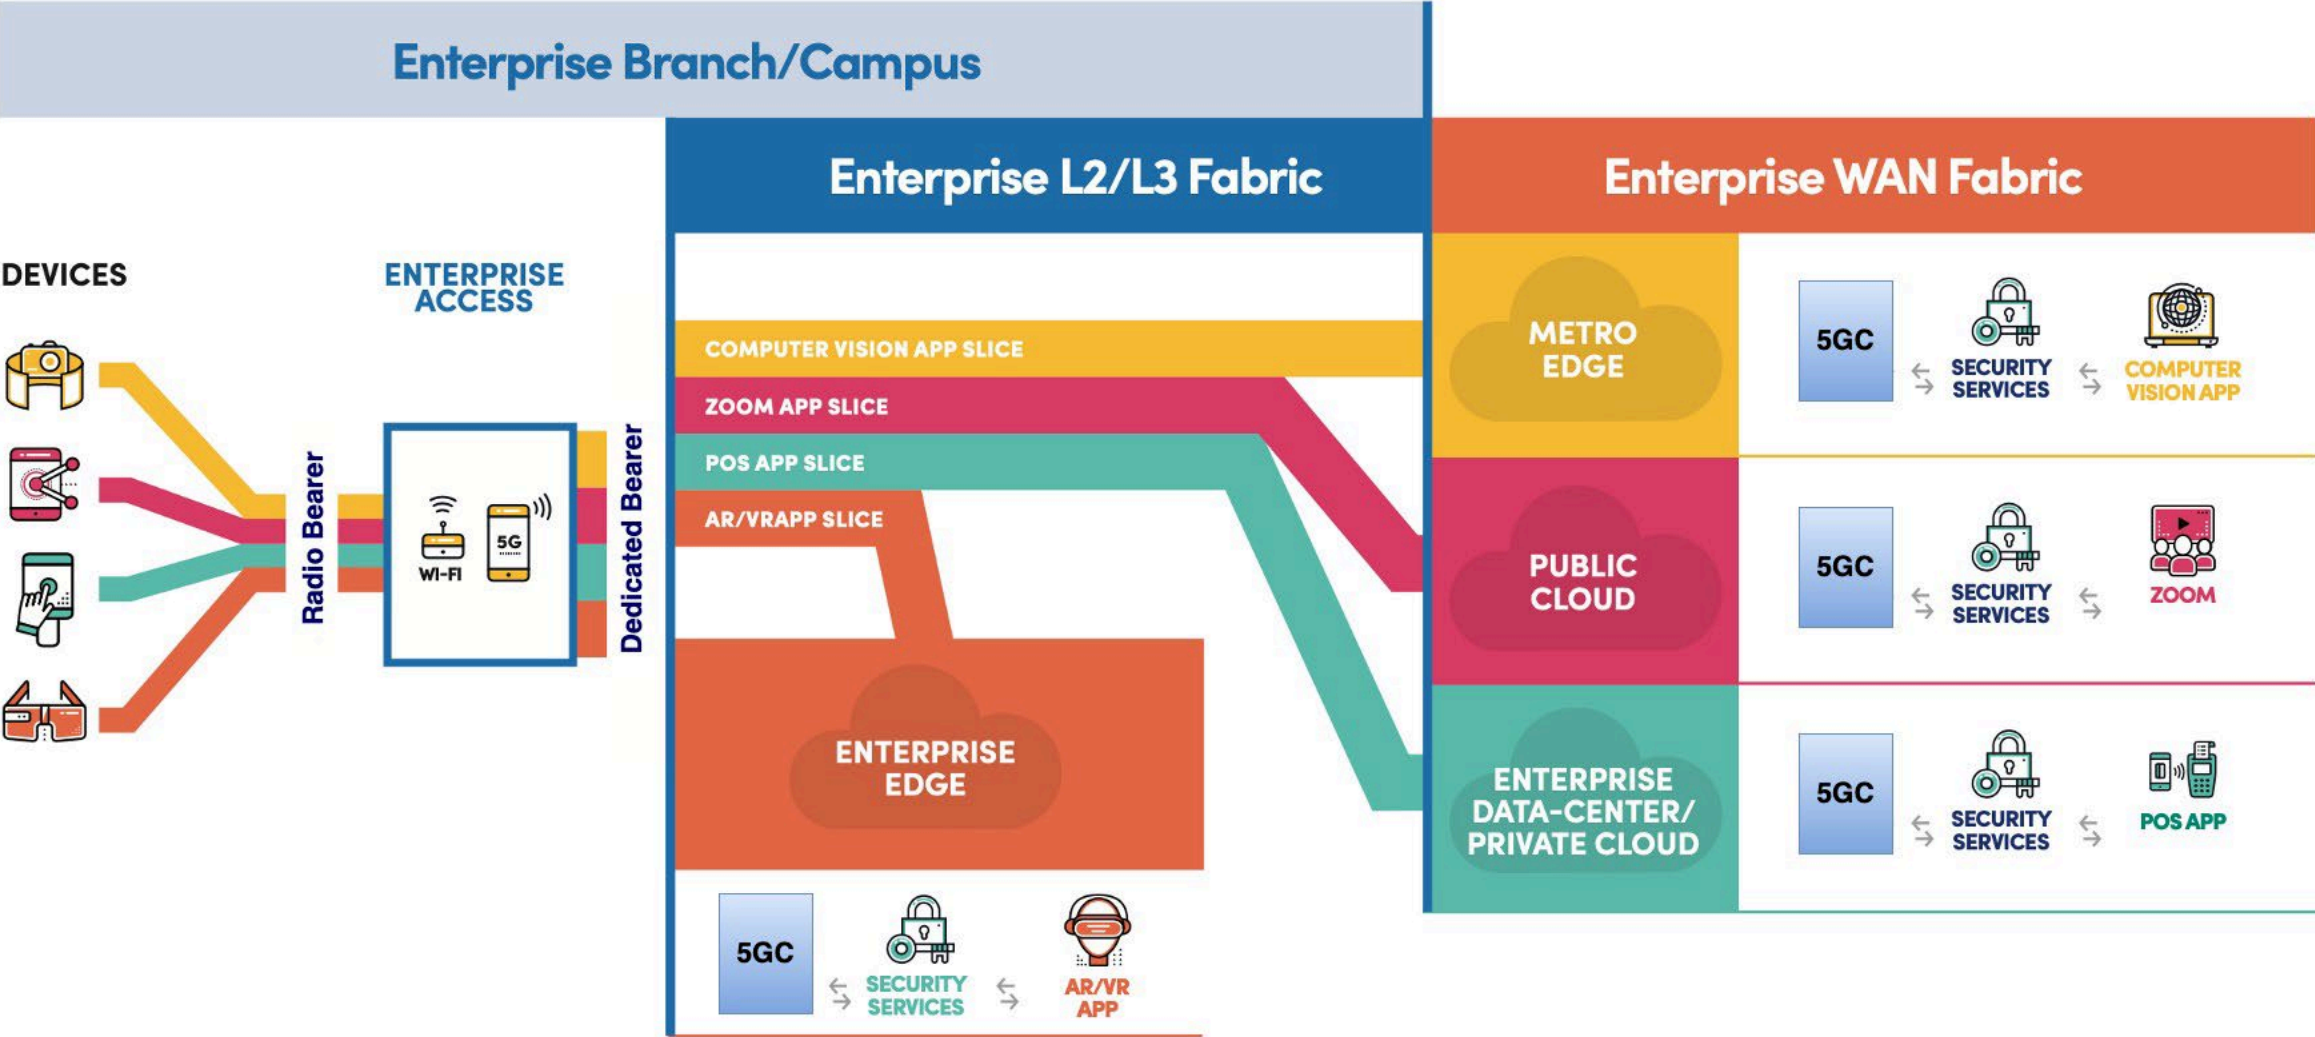 Enterprise Branch/Campus
Enterprise L2/L3 Fabric
Enterprise WAN Fabric
DEVICES
ENTERPRISE
ACCESS
Radio Bearer
WI-FI
5G
Dedicated Bearer
COMPUTER VISION APP SLICE
ZOOM APP SLICE
POS APP SLICE
AR/VRAPP SLICE
ENTERPRISE
EDGE
5GC
SECURITY
SERVICES
AR/VR
APP
METRO
EDGE
5GC
SECURITY
SERVICES
COMPUTER
VISION APP
PUBLIC
CLOUD
5GC
SECURITY
SERVICES
ZOOM
ENTERPRISE
DATA-CENTER/
PRIVATE CLOUD
5GC
SECURITY
SERVICES
POS APP